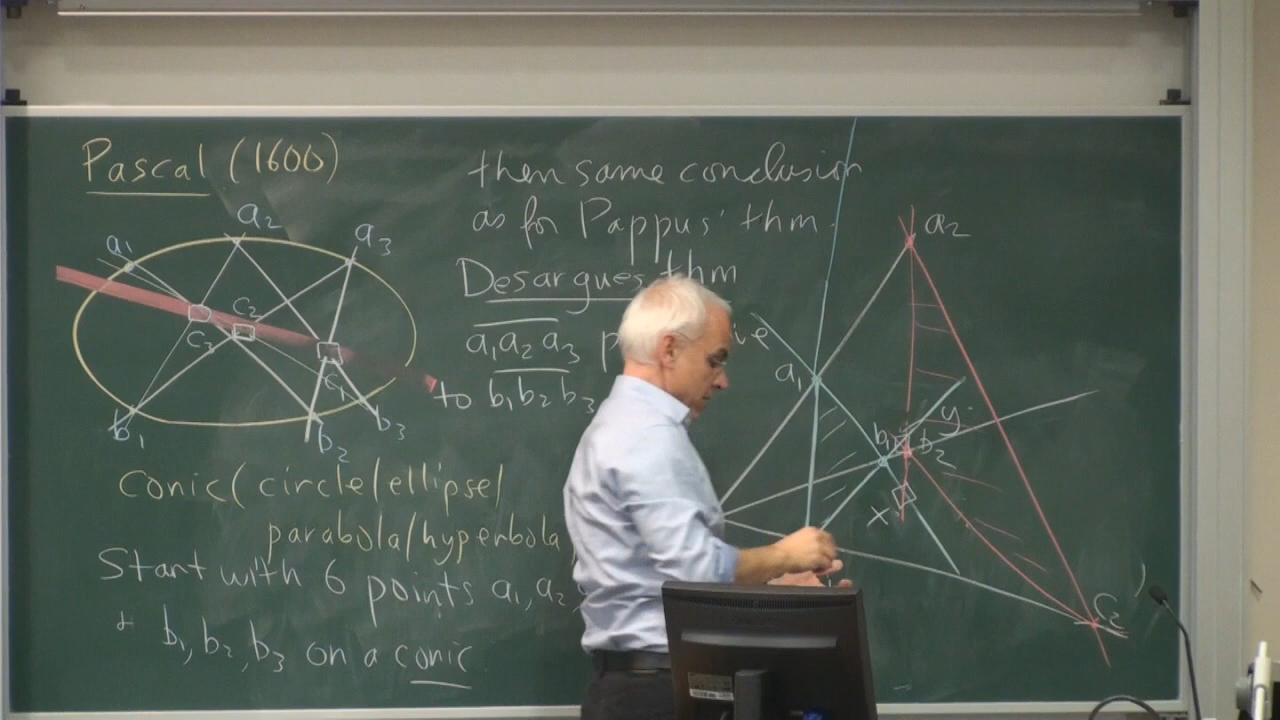 Pascal (1600)
a1
a2
a3
c2
c3
c1
b1
b2
b3
conic (circle/ellipse/
parabola/hyperbola
Start with 6 points a1, a2,
+ b1, b2, b3 on a conic
then same conclusion
as for Pappus' thm.
Desargues thm
a1a2a3 p
to b1b2b3
a2
a1
b1
y
b2
x
c2